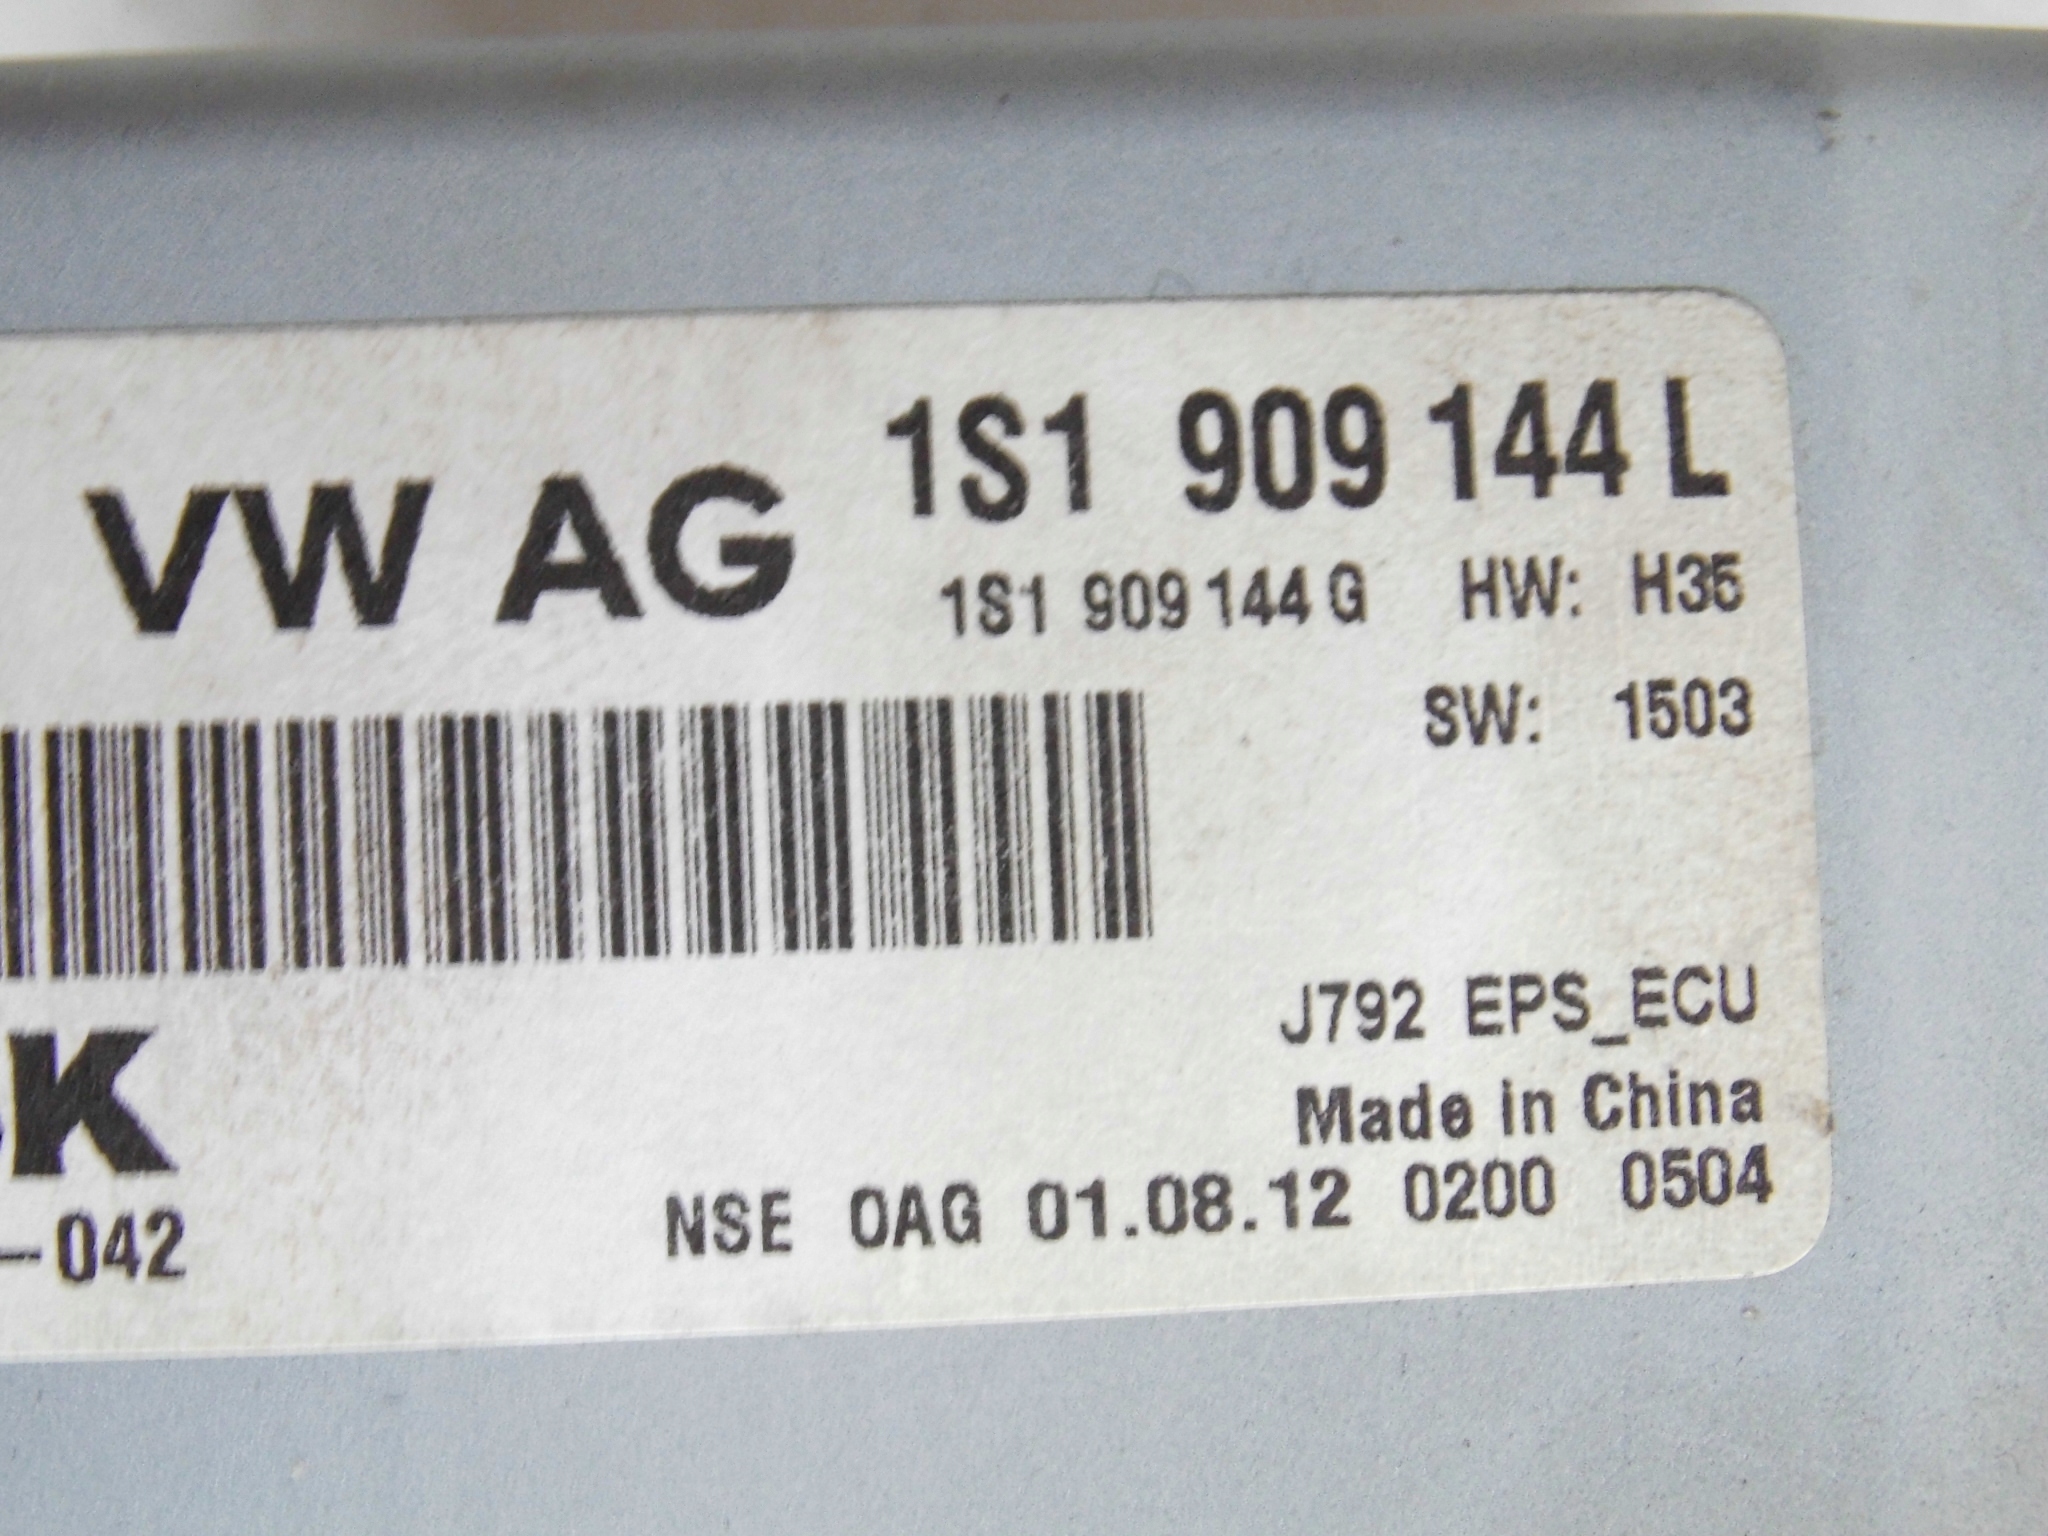 VW AG 1S1 909 144 L
1S1 909 144 G HW: H35
SW: 1503
J792 EPS_ECU
Made in China
K
-042 NSE OAG 01.08.12 0200 0504